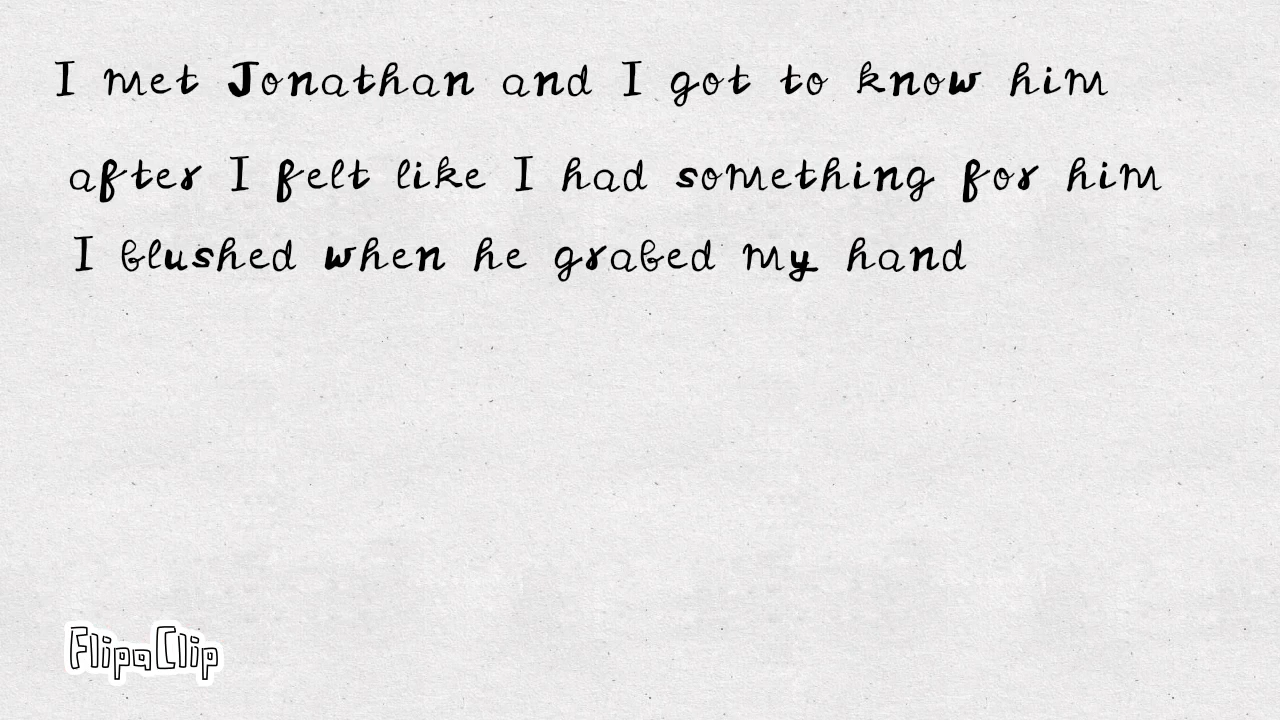 I met Jonathan and I got to know him
after I felt like I had something for him
I blushed when he grabed my hand
FlipaClip